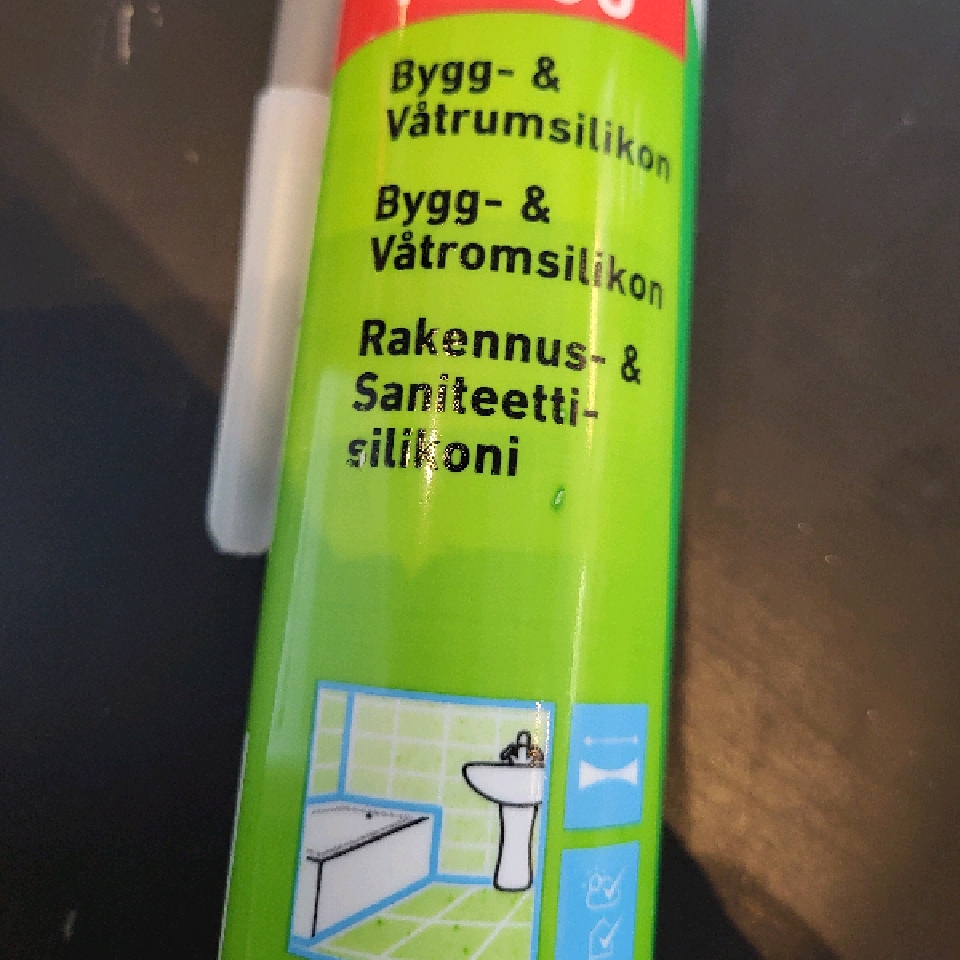 Bygg- &
Våtrumsilikon
Bygg- &
Våtromsilikon
Rakennus- &
Saniteetti-
silikoni